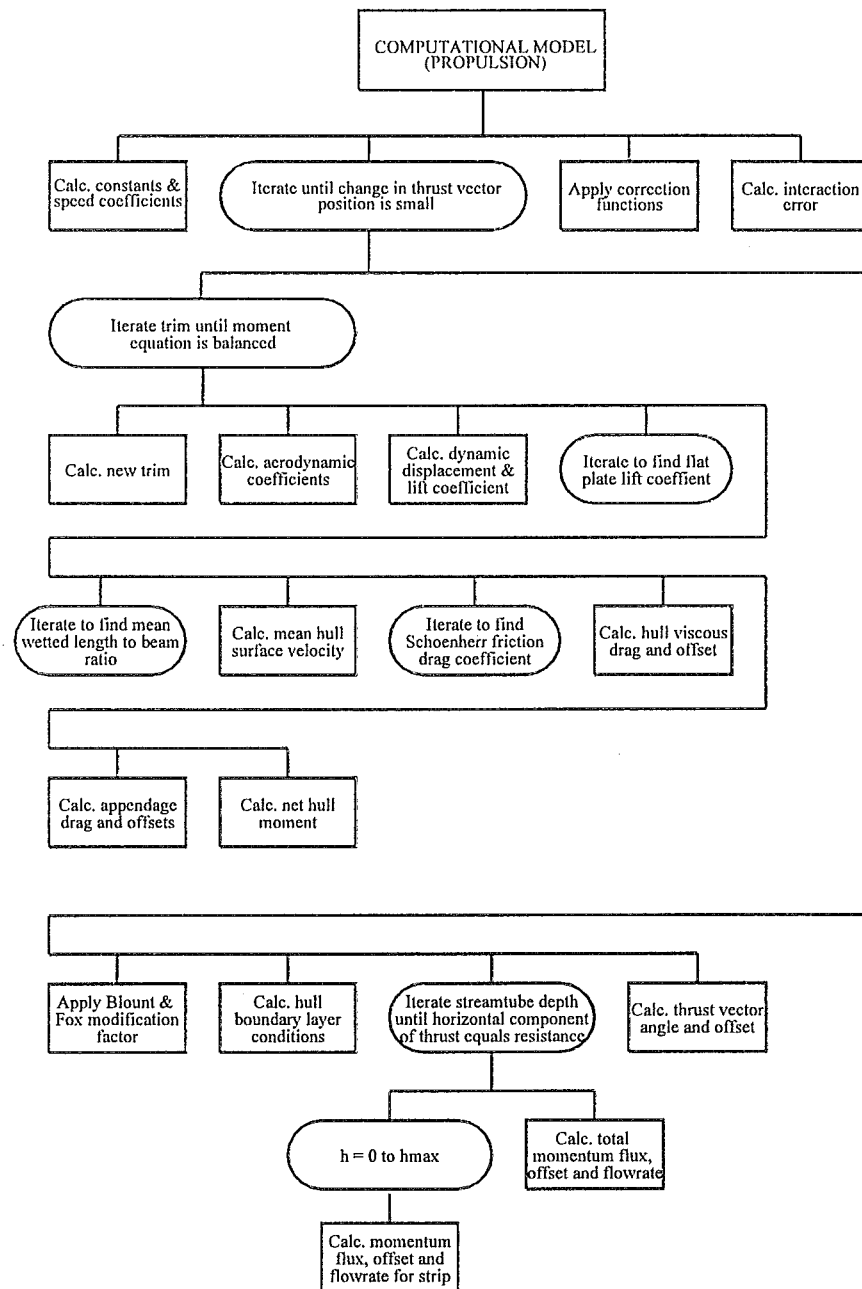 COMPUTATIONAL MODEL
(PROPULSION)
Calc. constants &
speed coefficients
Iterate until change in thrust vector
position is small
Apply correction
functions
Calc. interaction
error
Iterate trim until moment
equation is balanced
Calc. new trim
Calc. aerodynamic
coefficients
Calc. dynamic
displacement &
lift coefficient
Iterate to find flat
plate lift coeffient
Iterate to find mean
wetted length to beam
ratio
Calc. mean hull
surface velocity
Iterate to find
Schoenherr friction
drag coefficient
Calc. hull viscous
drag and offset
Calc. appendage
drag and offsets
Calc. net hull
moment
Apply Blount &
Fox modification
factor
Calc. hull
boundary layer
conditions
Iterate streamtube depth
until horizontal component
of thrust equals resistance
Calc. thrust vector
angle and offset
h = 0 to hmax
Calc. total
momentum flux,
offset and flowrate
Calc. momentum
flux, offset and
flowrate for strip